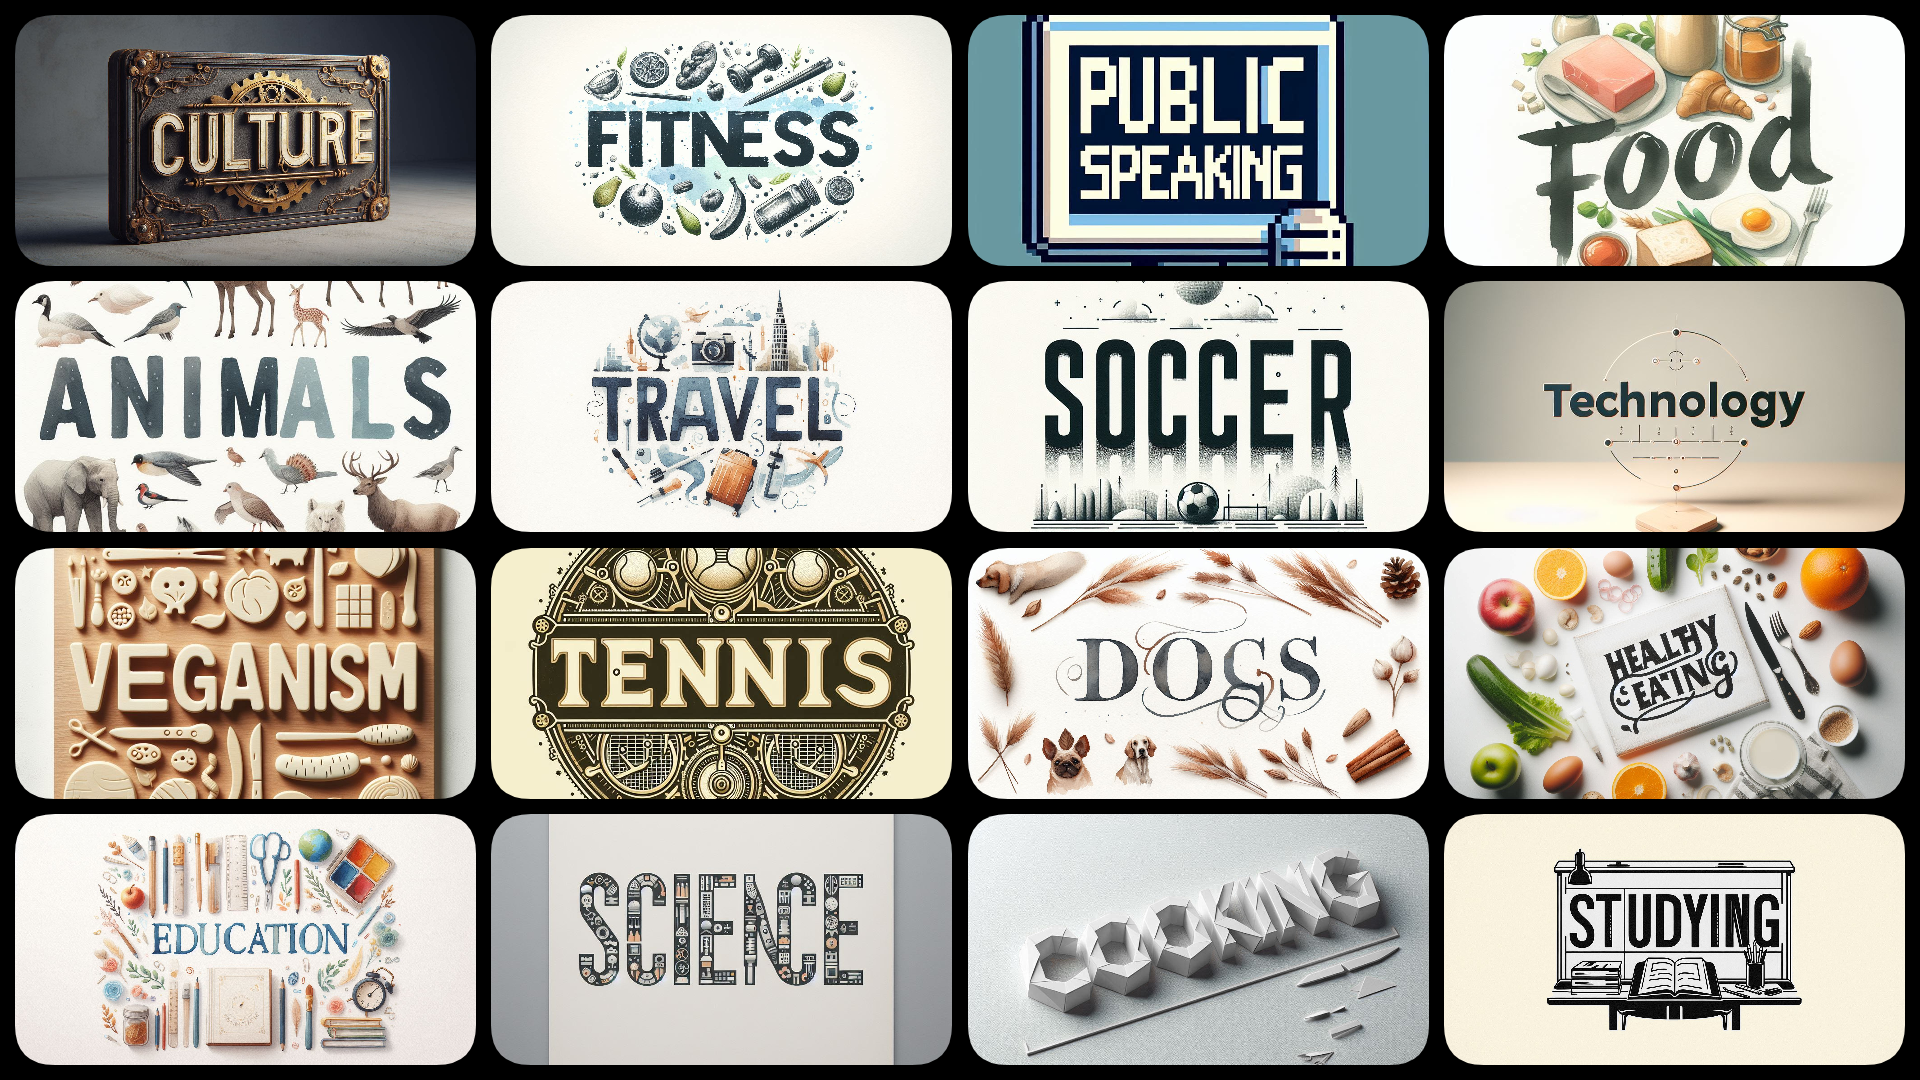 CULTURE
FITNESS
PUBLIC
SPEAKING
Food
ANIMALS
TRAVEL
SOCCER
Technology
VEGANISM
TENNIS
DOGS
HEALTHY
EATING
EDUCATION
SCIENCE
COOKING
STUDYING